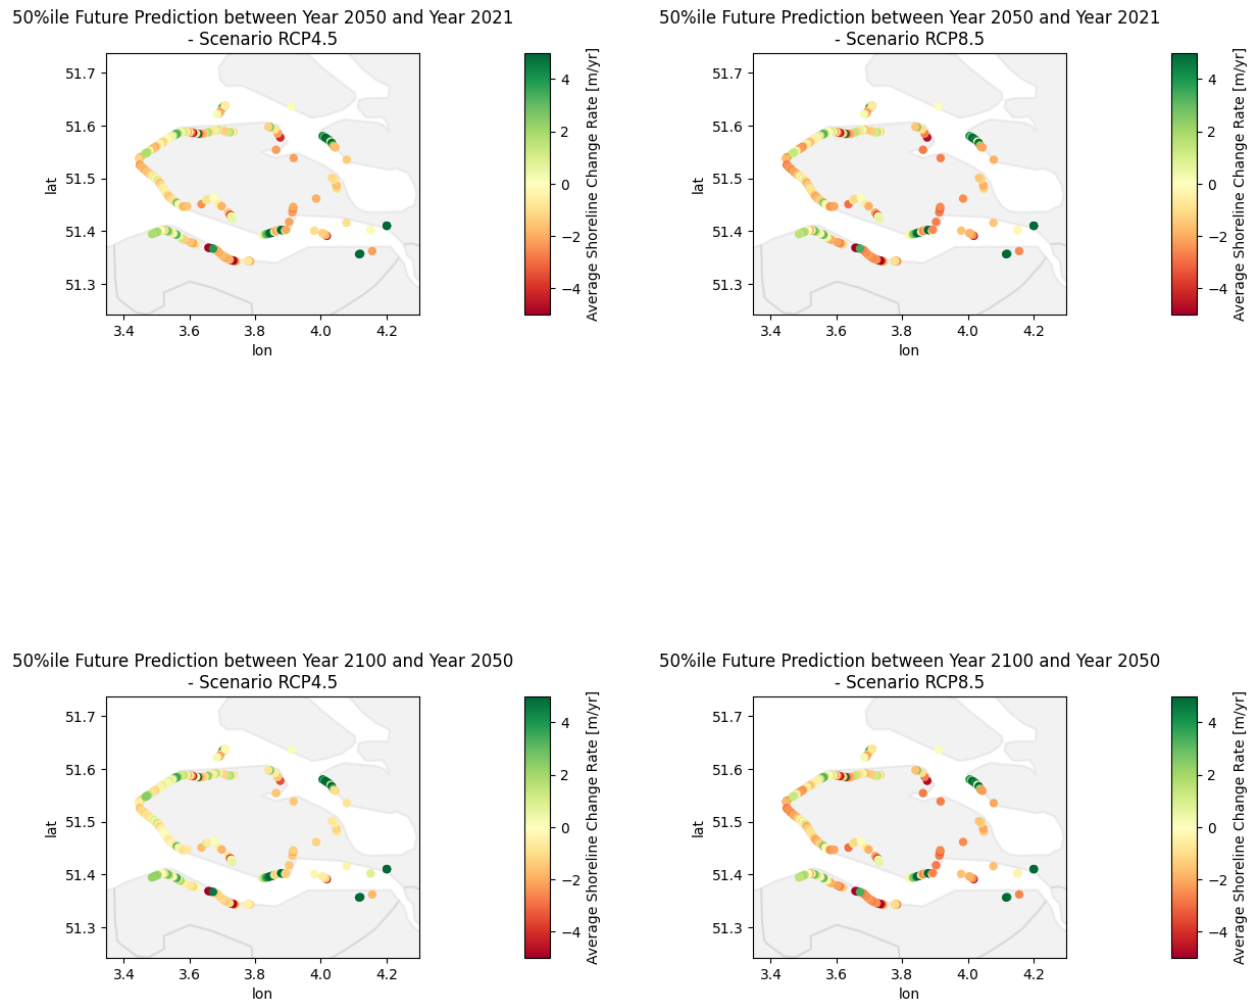 50%ile Future Prediction between Year 2050 and Year 2021
- Scenario RCP4.5
51.7
51.6
51.5
51.4
51.3
lat
3.4 3.6 3.8 4.0 4.2
lon
4
2
0
−2
−4
Average Shoreline Change Rate [m/yr]
50%ile Future Prediction between Year 2050 and Year 2021
- Scenario RCP8.5
51.7
51.6
51.5
51.4
51.3
lat
3.4 3.6 3.8 4.0 4.2
lon
4
2
0
−2
−4
Average Shoreline Change Rate [m/yr]
50%ile Future Prediction between Year 2100 and Year 2050
- Scenario RCP4.5
51.7
51.6
51.5
51.4
51.3
lat
3.4 3.6 3.8 4.0 4.2
lon
4
2
0
−2
−4
Average Shoreline Change Rate [m/yr]
50%ile Future Prediction between Year 2100 and Year 2050
- Scenario RCP8.5
51.7
51.6
51.5
51.4
51.3
lat
3.4 3.6 3.8 4.0 4.2
lon
4
2
0
−2
−4
Average Shoreline Change Rate [m/yr]